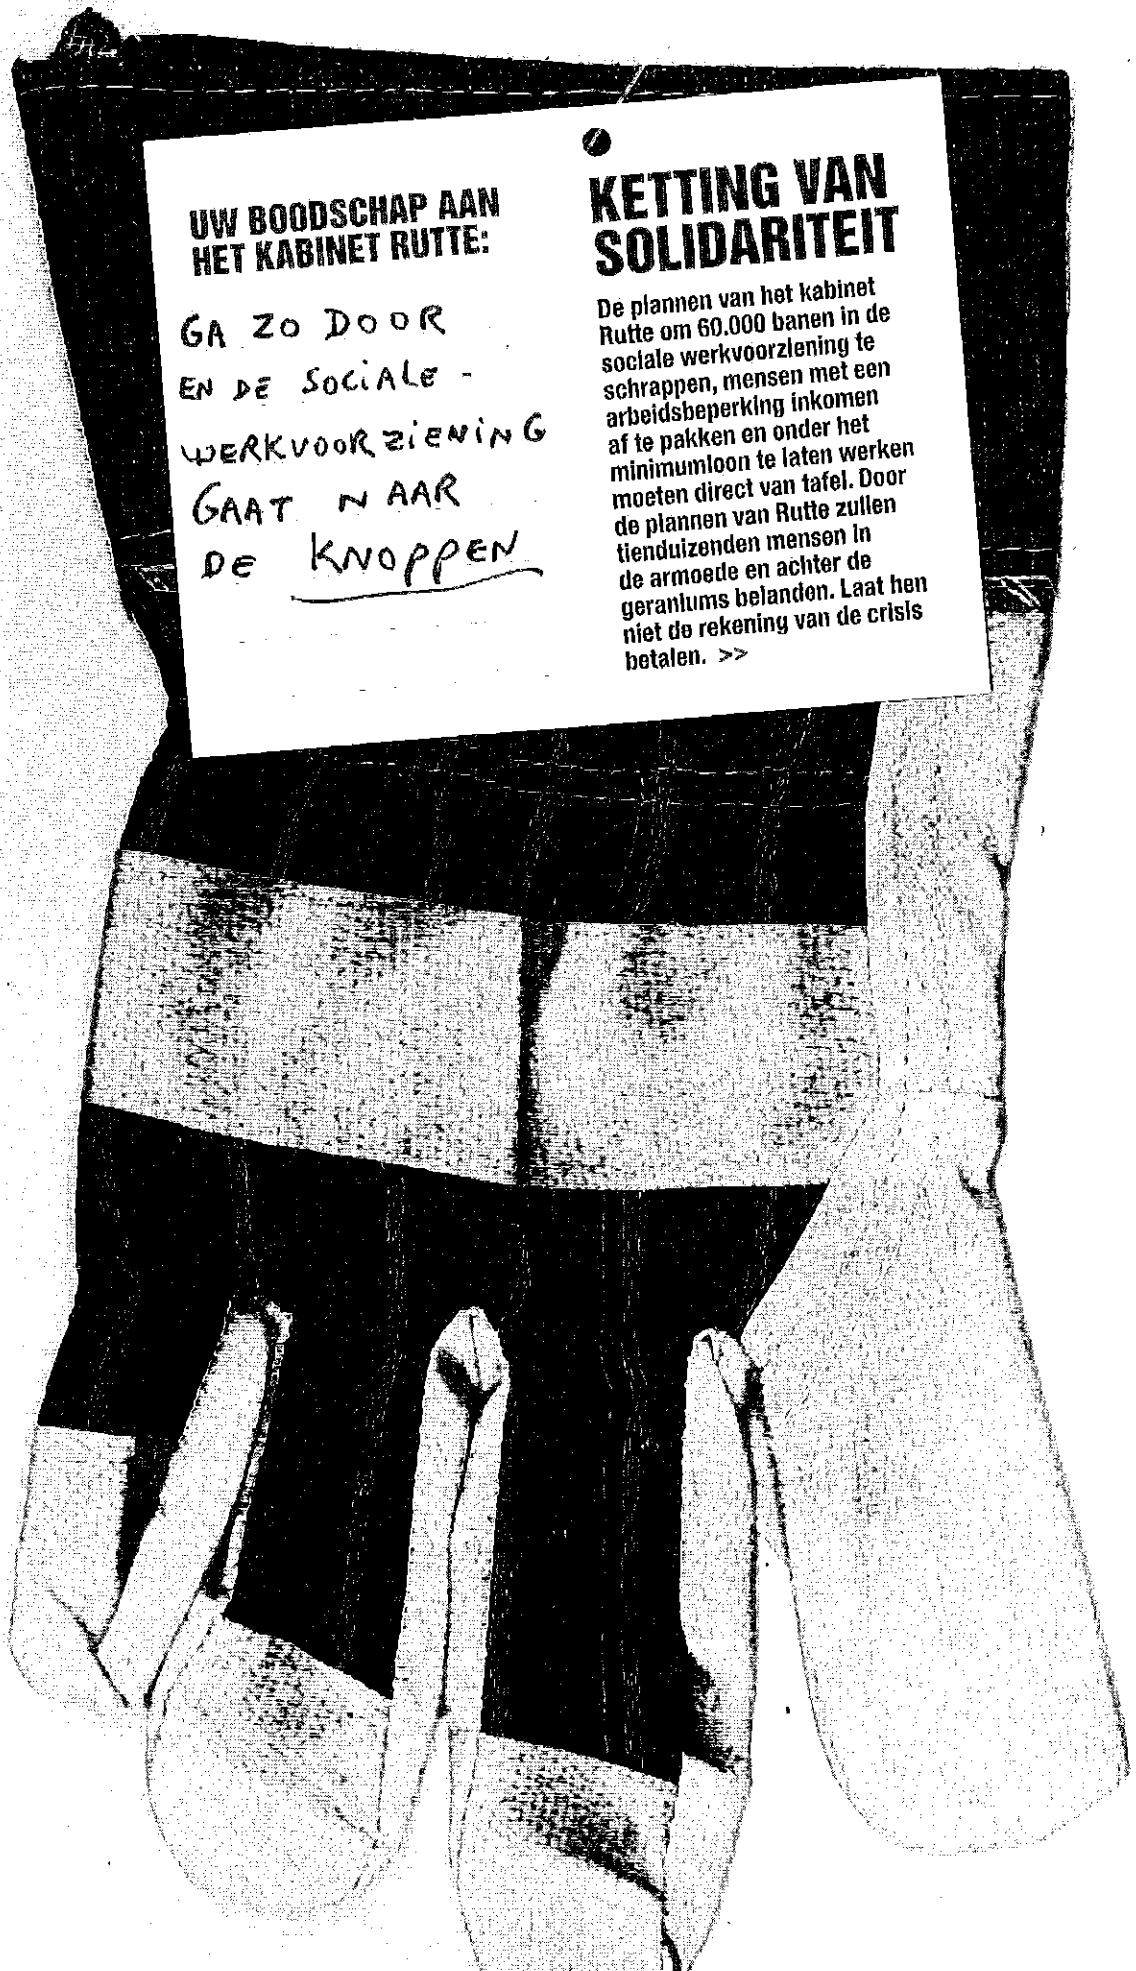 UW BOODSCHAP AAN
HET KABINET RUTTE:
GA ZO DOOR
EN DE SOCIALE -
WERKVOORZIENING
GAAT NAAR
DE KNOPPEN
KETTING VAN
SOLIDARITEIT
De plannen van het kabinet
Rutte om 60.000 banen in de
sociale werkvoorziening te
schrappen, mensen met een
arbeidsbeperking inkomen
af te pakken en onder het
minimumloon te laten werken
moeten direct van tafel. Door
de plannen van Rutte zullen
tienduizenden mensen in
de armoede en achter de
geraniums belanden. Laat hen
niet de rekening van de crisis
betalen. >>